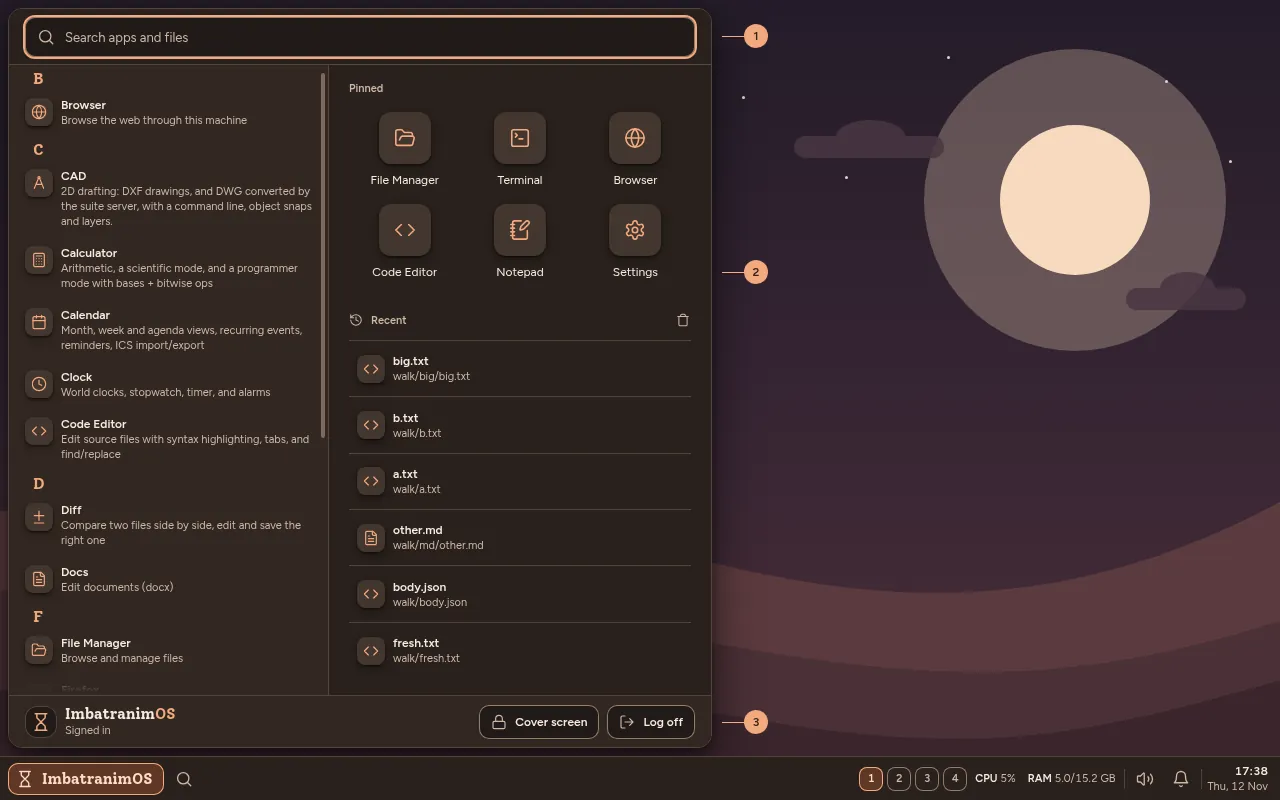 Search apps and files
1
B
Browser
Browse the web through this machine
C
CAD
2D drafting: DXF drawings, and DWG converted by
the suite server, with a command line, object snaps
and layers.
Calculator
Arithmetic, a scientific mode, and a programmer
mode with bases + bitwise ops
Calendar
Month, week and agenda views, recurring events,
reminders, ICS import/export
Clock
World clocks, stopwatch, timer, and alarms
Code Editor
Edit source files with syntax highlighting, tabs, and
find/replace
D
Diff
Compare two files side by side, edit and save the
right one
Docs
Edit documents (docx)
F
File Manager
Browse and manage files
Firefox
Pinned
File Manager
Terminal
Browser
Code Editor
Notepad
Settings
2
Recent
big.txt
walk/big/big.txt
b.txt
walk/b.txt
a.txt
walk/a.txt
other.md
walk/md/other.md
body.json
walk/body.json
fresh.txt
walk/fresh.txt
ImbatranimOS
Signed in
Cover screen
Log off
3
ImbatranimOS
1 2 3 4
CPU 5% RAM 5.0/15.2 GB
17:38
Thu, 12 Nov